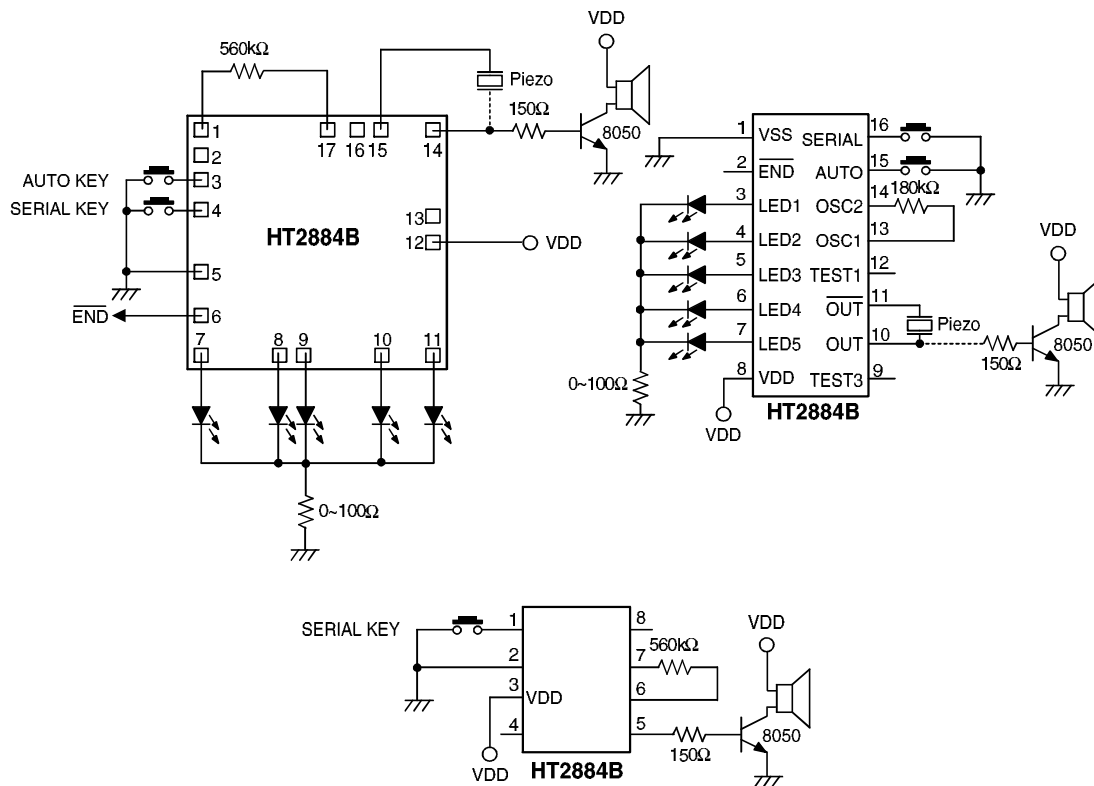 560kΩ
Piezo
150Ω
VDD
8050
1
2
3
4
5
6
7
8
9
10
11
12
13
14
15
16
17
AUTO KEY
SERIAL KEY
END
HT2884B
VDD
0~100Ω
1
VSS
SERIAL
16
2
END
AUTO
15
3
LED1
OSC2
14
180kΩ
4
LED2
OSC1
13
5
LED3
TEST1
12
6
LED4
OUT
11
7
LED5
OUT
10
8
VDD
TEST3
9
Piezo
150Ω
VDD
8050
0~100Ω
VDD
HT2884B
SERIAL KEY
1
2
3
VDD
4
8
7
560kΩ
6
5
150Ω
VDD
8050
VDD
HT2884B